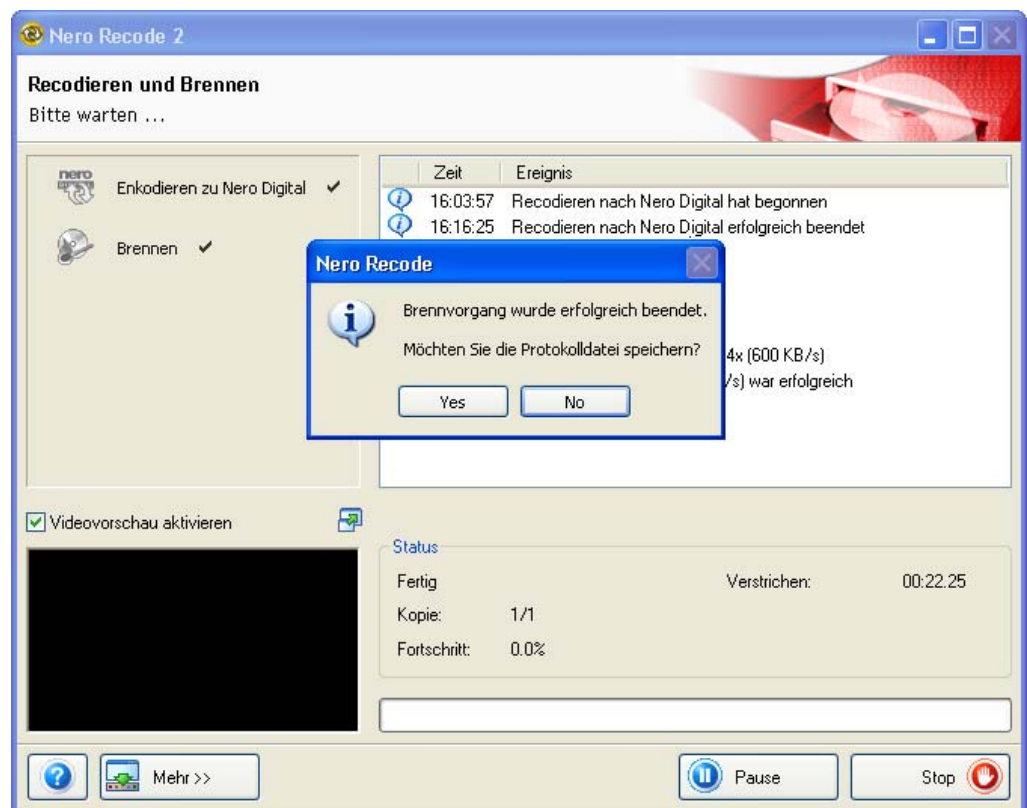 Nero Recode 2
Recodieren und Brennen
Bitte warten ...
nero
Enkodieren zu Nero Digital
Brennen
Zeit Ereignis
16:03:57 Recodieren nach Nero Digital hat begonnen
16:16:25 Recodieren nach Nero Digital erfolgreich beendet
4x (600 KB/s)
/s) war erfolgreich
Nero Recode
Brennvorgang wurde erfolgreich beendet.
Möchten Sie die Protokolldatei speichern?
Yes No
Videovorschau aktivieren
Status
Fertig Verstrichen: 00:22.25
Kopie: 1/1
Fortschritt: 0.0%
Mehr >> Pause Stop